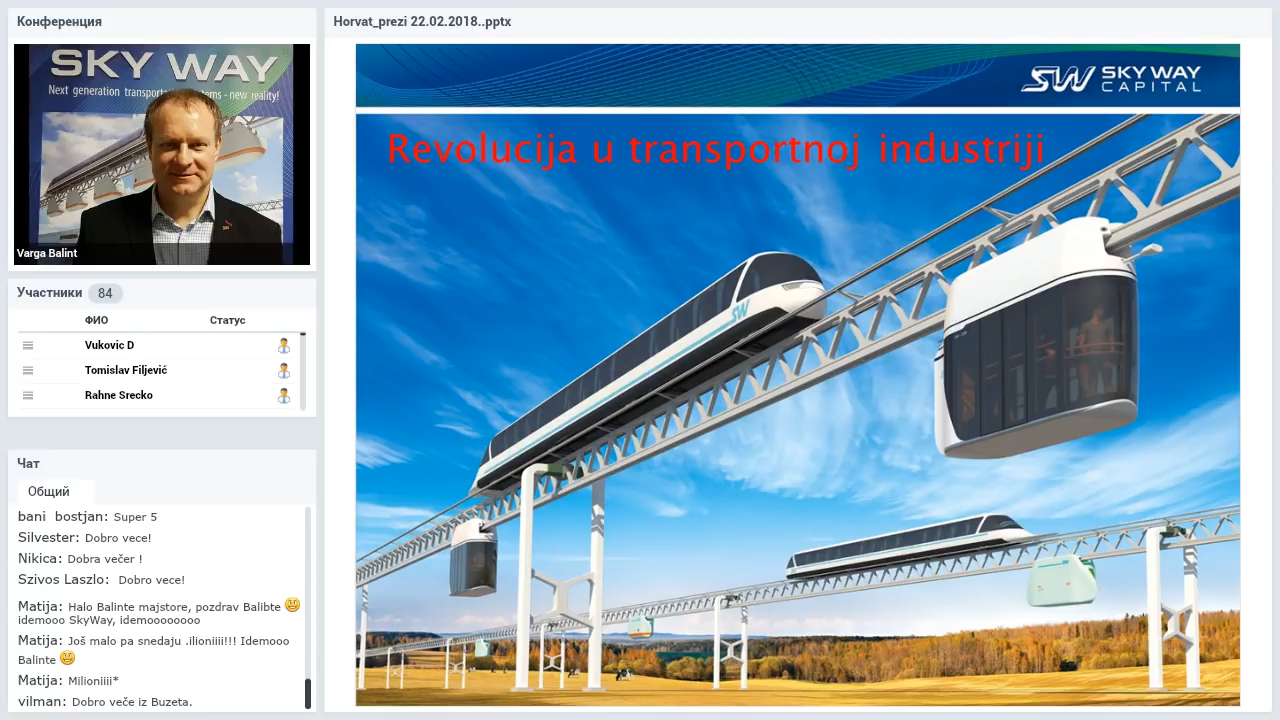 Конференция
SKY WAY
Next generation transportation systems - new reality!
Varga Balint
Участники 84
ФИО Статус
Vukovic D
Tomislav Filjević
Rahne Srecko
Чат
Общий
bani bostjan: Super 5
Silvester: Dobro vece!
Nikica: Dobra večer !
Szivos Laszlo: Dobro vece!
Matija: Halo Balinte majstore, pozdrav Balibte
idemooo SkyWay, idemoooooooo
Matija: Još malo pa snedaju .ilioniiii!!! Idemooo
Balinte
Matija: Milioniiii*
vilman: Dobro veče iz Buzeta.
Horvat_prezi 22.02.2018..pptx
SW SKY WAY
CAPITAL
Revolucija u transportnoj industriji
SW